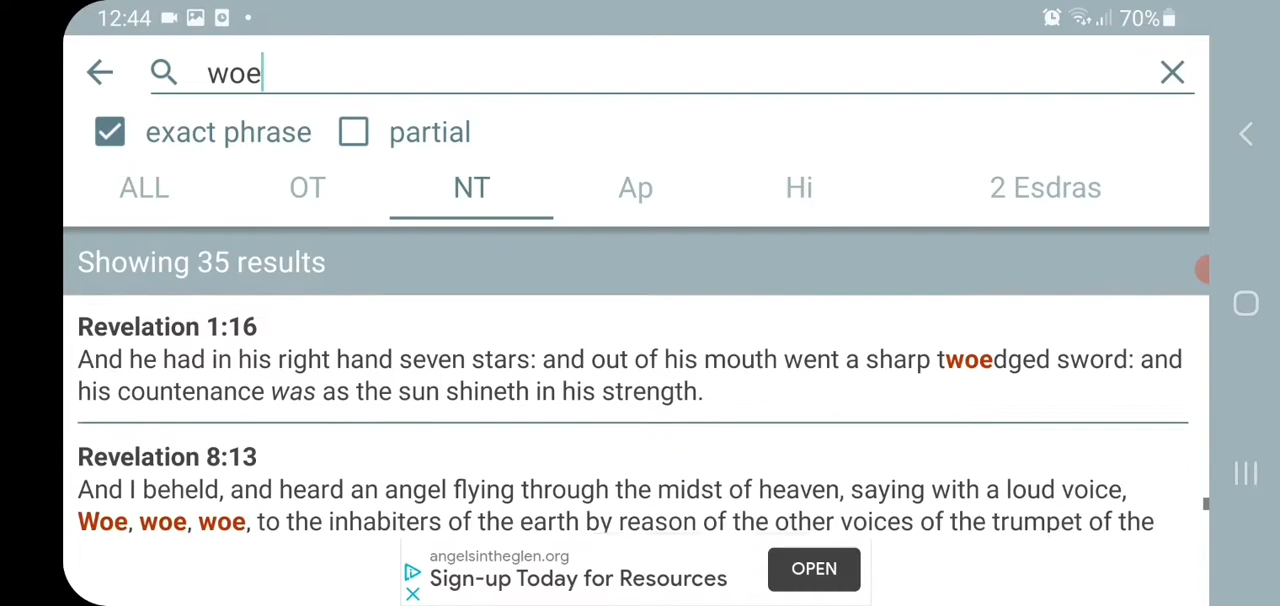 12:44 70%
woe
exact phrase partial
ALL OT NT Ap Hi 2 Esdras
Showing 35 results
Revelation 1:16
And he had in his right hand seven stars: and out of his mouth went a sharp twoedged sword: and
his countenance was as the sun shineth in his strength.
Revelation 8:13
And I beheld, and heard an angel flying through the midst of heaven, saying with a loud voice,
Woe, woe, woe, to the inhabiters of the earth by reason of the other voices of the trumpet of the
angelsintheglen.org
Sign-up Today for Resources
OPEN